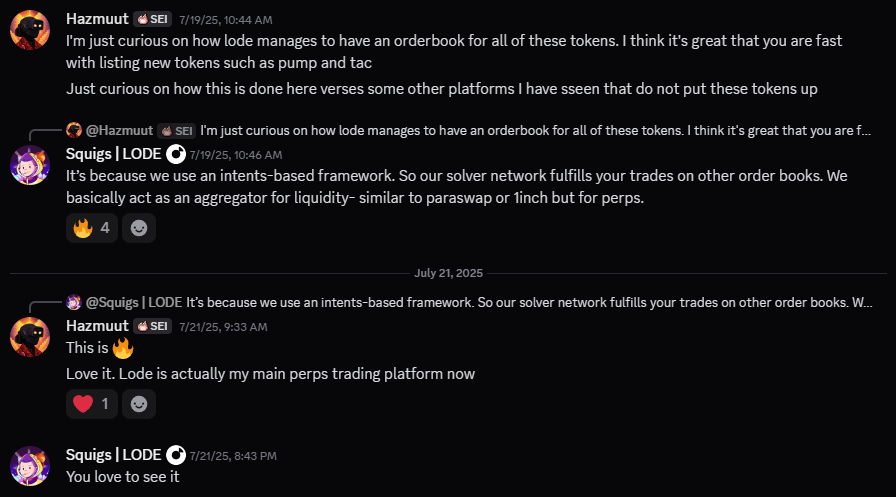 Hazmuut SEI 7/19/25, 10:44 AM
I'm just curious on how lode manages to have an orderbook for all of these tokens. I think it's great that you are fast
with listing new tokens such as pump and tac
Just curious on how this is done here verses some other platforms I have sseen that do not put these tokens up
@Hazmuut SEI I'm just curious on how lode manages to have an orderbook for all of these tokens. I think it's great that you are f...
Squigs | LODE 7/19/25, 10:46 AM
It's because we use an intents-based framework. So our solver network fulfills your trades on other order books. We
basically act as an aggregator for liquidity- similar to paraswap or 1inch but for perps.
🔥 4
July 21, 2025
@Squigs | LODE It's because we use an intents-based framework. So our solver network fulfills your trades on other order books. W...
Hazmuut SEI 7/21/25, 9:33 AM
This is 🔥
Love it. Lode is actually my main perps trading platform now
❤️ 1
Squigs | LODE 7/21/25, 8:43 PM
You love to see it